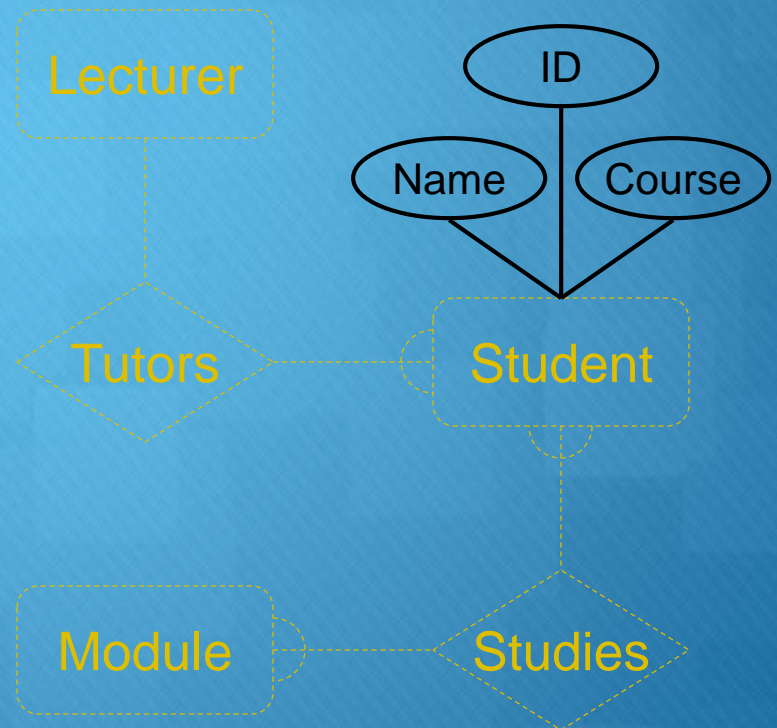 Lecturer
ID
Name
Course
Tutors
Student
Module
Studies